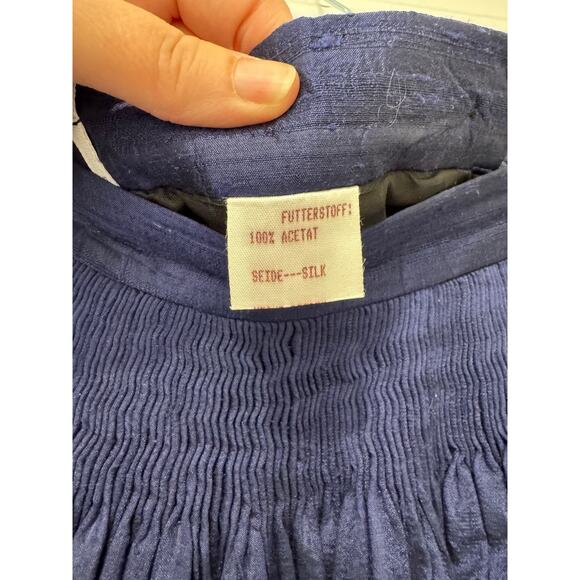 FUTTERSTOFF:
100% ACETAT
SEIDE---SILK